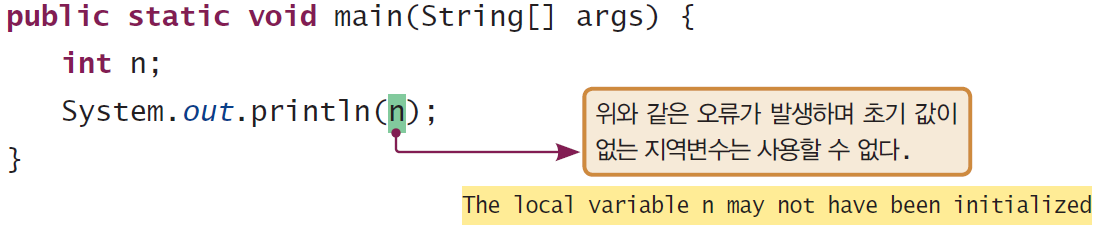 public static void main(String[] args) {
int n;
System.out.println(n);
위와 같은 오류가 발생하며 초기 값이
없는 지역변수는 사용할 수 없다.
}
The local variable n may not have been initialized